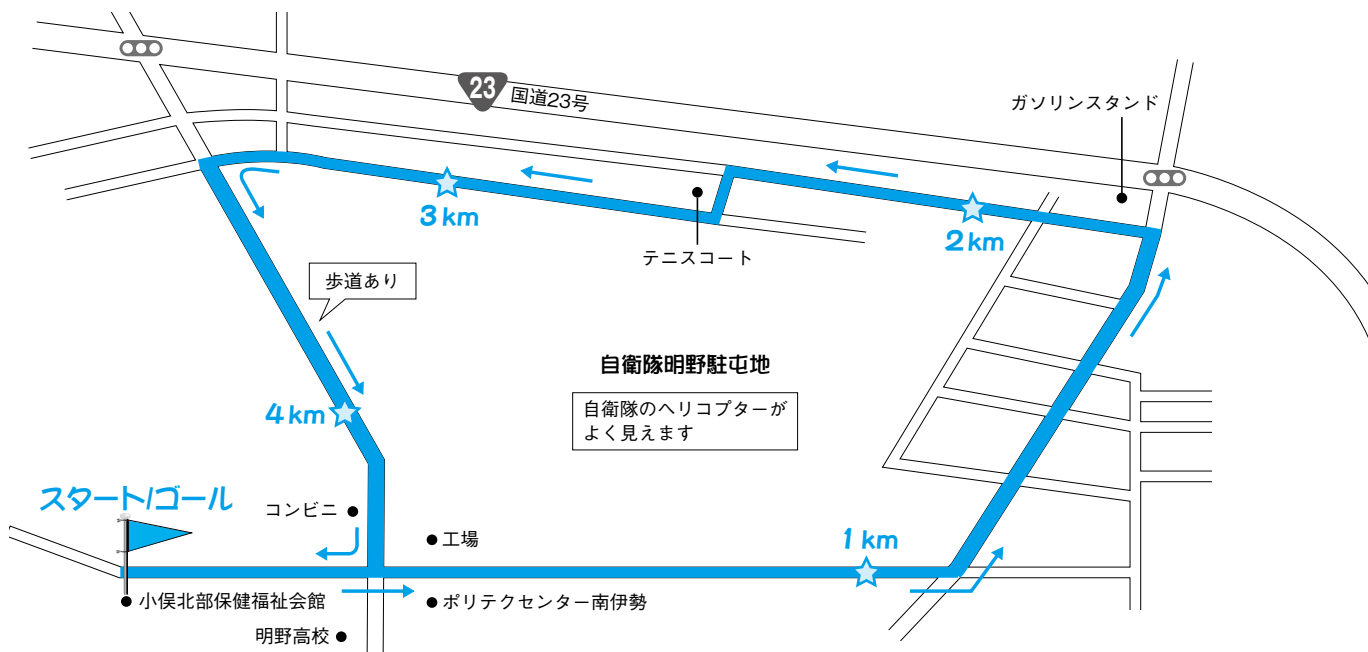 23
国道23号
ガソリンスタンド
3km
2km
テニスコート
歩道あり
自衛隊明野駐屯地
自衛隊のヘリコプターが
よく見えます
4km
スタート/ゴール
コンビニ
工場
1km
小俣北部保健福祉会館
ポリテクセンター南伊勢
明野高校